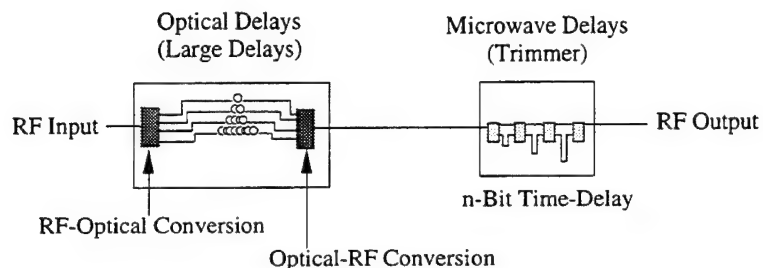 Optical Delays
(Large Delays)
Microwave Delays
(Trimmer)
RF Input
RF Output
n-Bit Time-Delay
RF-Optical Conversion
Optical-RF Conversion